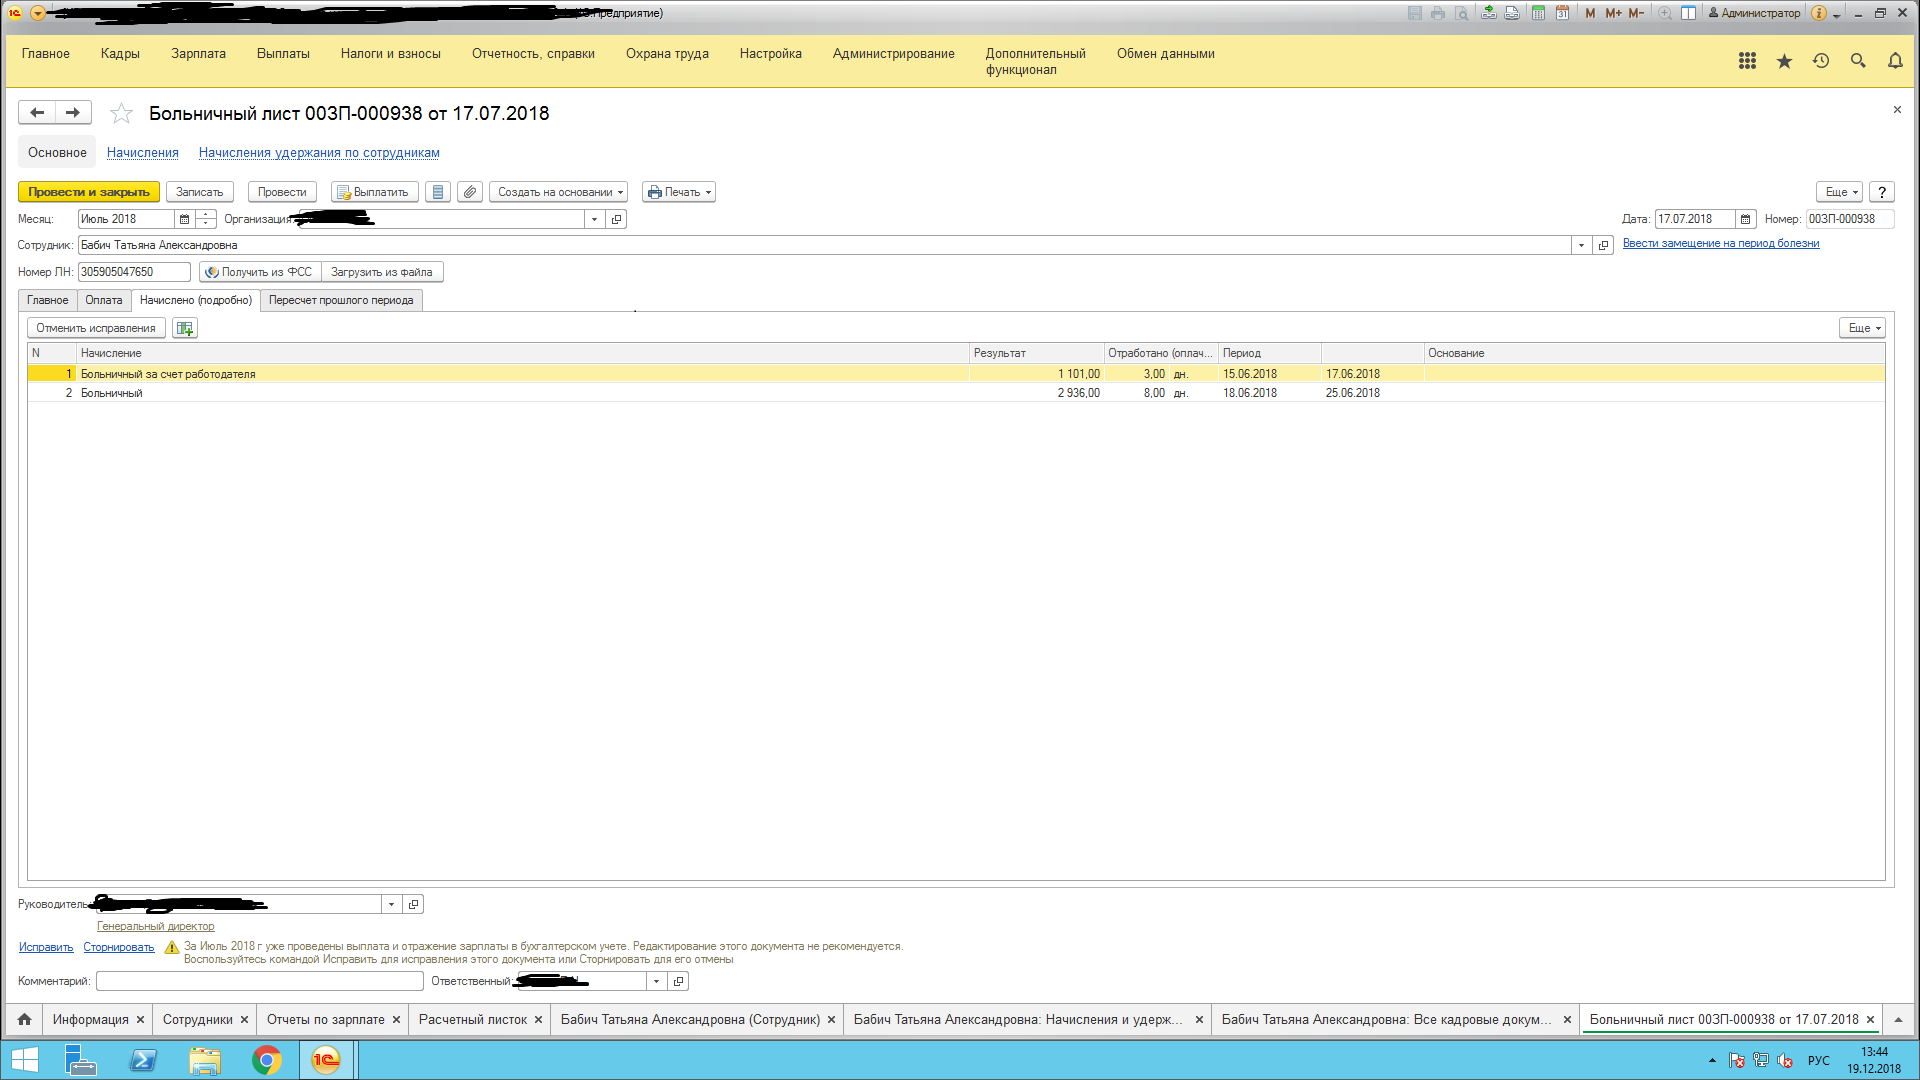 1С Предприятие) М М+ М- Администратор
Главное Кадры Зарплата Выплаты Налоги и взносы Отчетность, справки Охрана труда Настройка Администрирование Дополнительный функционал Обмен данными
Больничный лист 00ЗП-000938 от 17.07.2018
Основное Начисления Начисления удержания по сотрудникам
Провести и закрыть Записать Провести Выплатить Создать на основании Печать Еще ?
Месяц: Июль 2018 Организация: Дата: 17.07.2018 Номер: 00ЗП-000938
Сотрудник: Бабич Татьяна Александровна Ввести замещение на период болезни
Номер ЛН: 305905047650 Получить из ФСС Загрузить из файла
Главное Оплата Начислено (подробно) Пересчет прошлого периода
Отменить исправления Еще
N Начисление Результат Отработано (оплач... Период Основание
1 Больничный за счет работодателя 1 101,00 3,00 дн. 15.06.2018 17.06.2018
2 Больничный 2 936,00 8,00 дн. 18.06.2018 25.06.2018
Руководитель:
Генеральный директор
Исправить Сторнировать За Июль 2018 г уже проведены выплата и отражение зарплаты в бухгалтерском учете. Редактирование этого документа не рекомендуется.
Воспользуйтесь командой Исправить для исправления этого документа или Сторнировать для его отмены
Комментарий: Ответственный:
Информация Сотрудники Отчеты по зарплате Расчетный листок Бабич Татьяна Александровна (Сотрудник) Бабич Татьяна Александровна: Начисления и удерж... Бабич Татьяна Александровна: Все кадровые докум... Больничный лист 00ЗП-000938 от 17.07.2018
РУС 13:44
19.12.2018